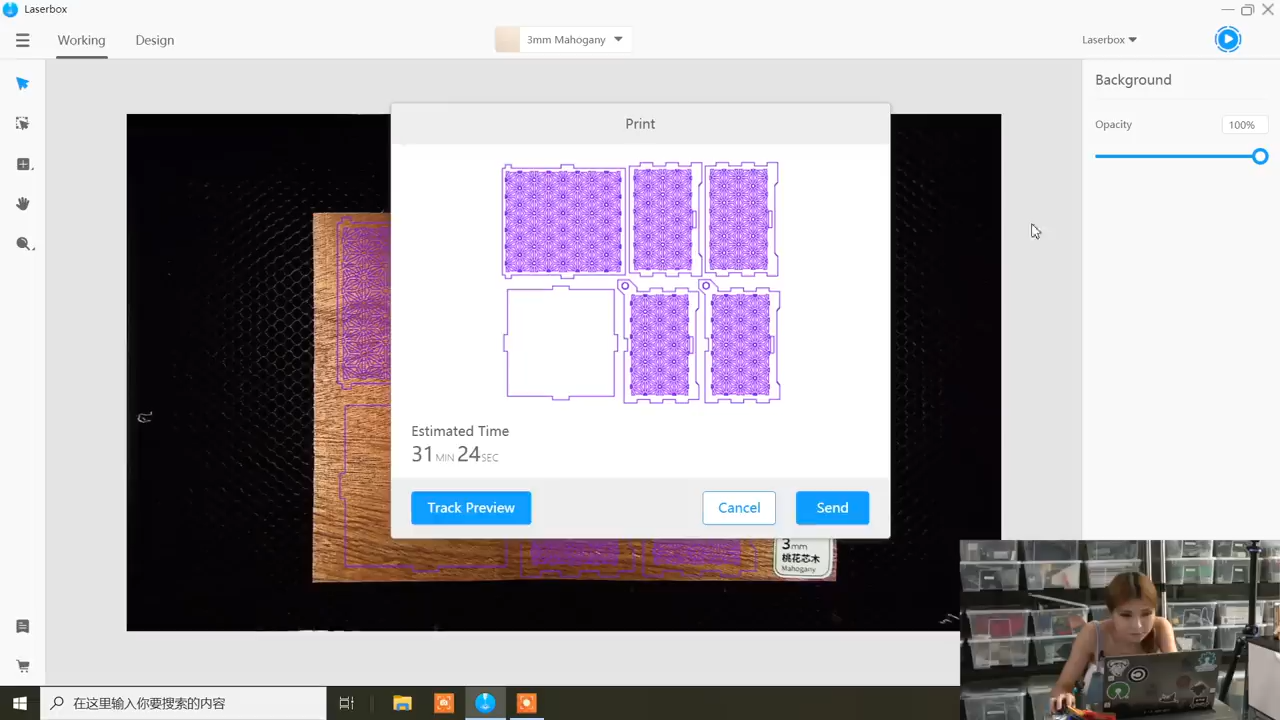 Laserbox
Working
Design
3mm Mahogany
Laserbox
Background
Opacity
100%
Print
Estimated Time
31 MIN 24 SEC
Track Preview
Cancel
Send
3mm
桃花芯木
Mahogany
在这里输入你要搜索的内容